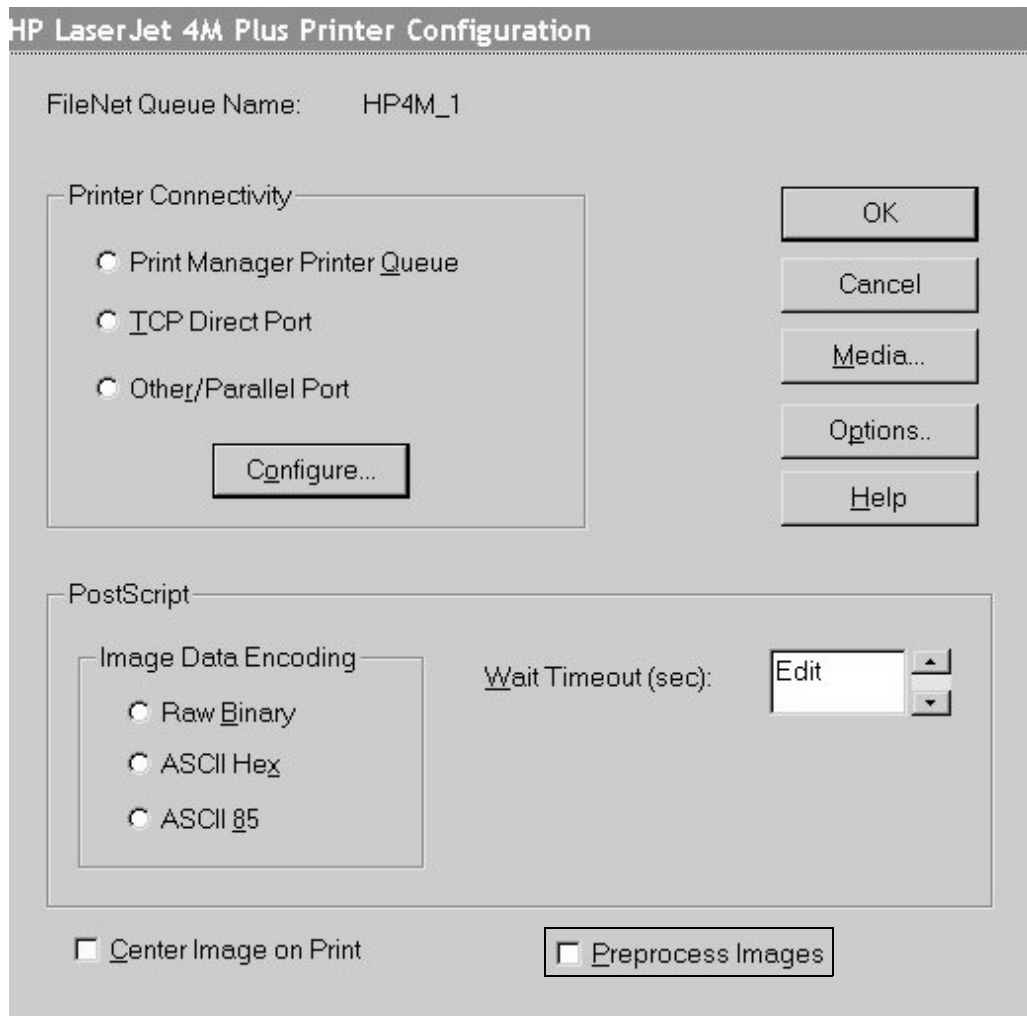 HP LaserJet 4M Plus Printer Configuration
FileNet Queue Name: HP4M_1
Printer Connectivity
Print Manager Printer Queue
TCP Direct Port
Other/Parallel Port
Configure...
OK
Cancel
Media...
Options..
Help
PostScript
Image Data Encoding
Raw Binary
ASCII Hex
ASCII 85
Wait Timeout (sec): Edit
Center Image on Print
Preprocess Images